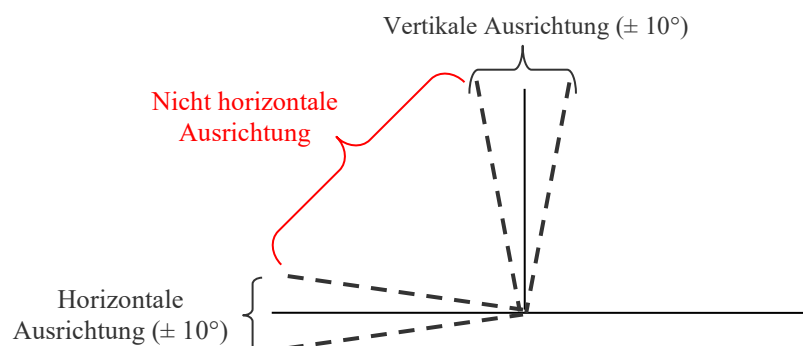 Vertikale Ausrichtung (± 10°)
Nicht horizontale
Ausrichtung
Horizontale
Ausrichtung (± 10°)